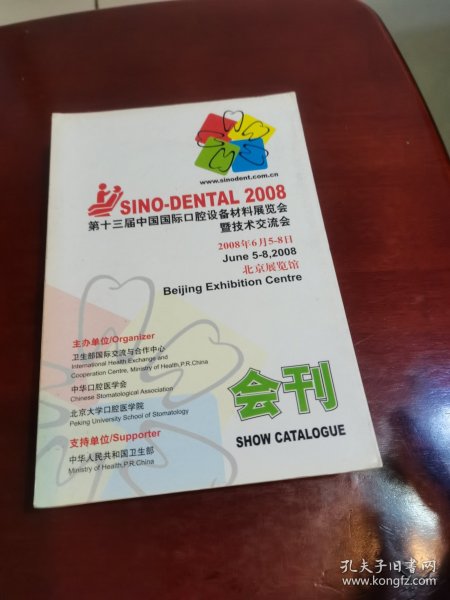 www.sinodent.com.cn
SINO-DENTAL 2008
第十三届中国国际口腔设备材料展览会
暨技术交流会
2008年6月5-8日
June 5-8,2008
北京展览馆
Beijing Exhibition Centre
主办单位/Organizer
卫生部国际交流与合作中心
International Health Exchange and
Cooperation Centre, Ministry of Health,P.R.China
中华口腔医学会
Chinese Stomatological Association
北京大学口腔医学院
Peking University School of Stomatology
支持单位/Supporter
中华人民共和国卫生部
Ministry of Health,P.R.China
会刊
SHOW CATALOGUE
孔夫子旧书网
www.kongfz.com